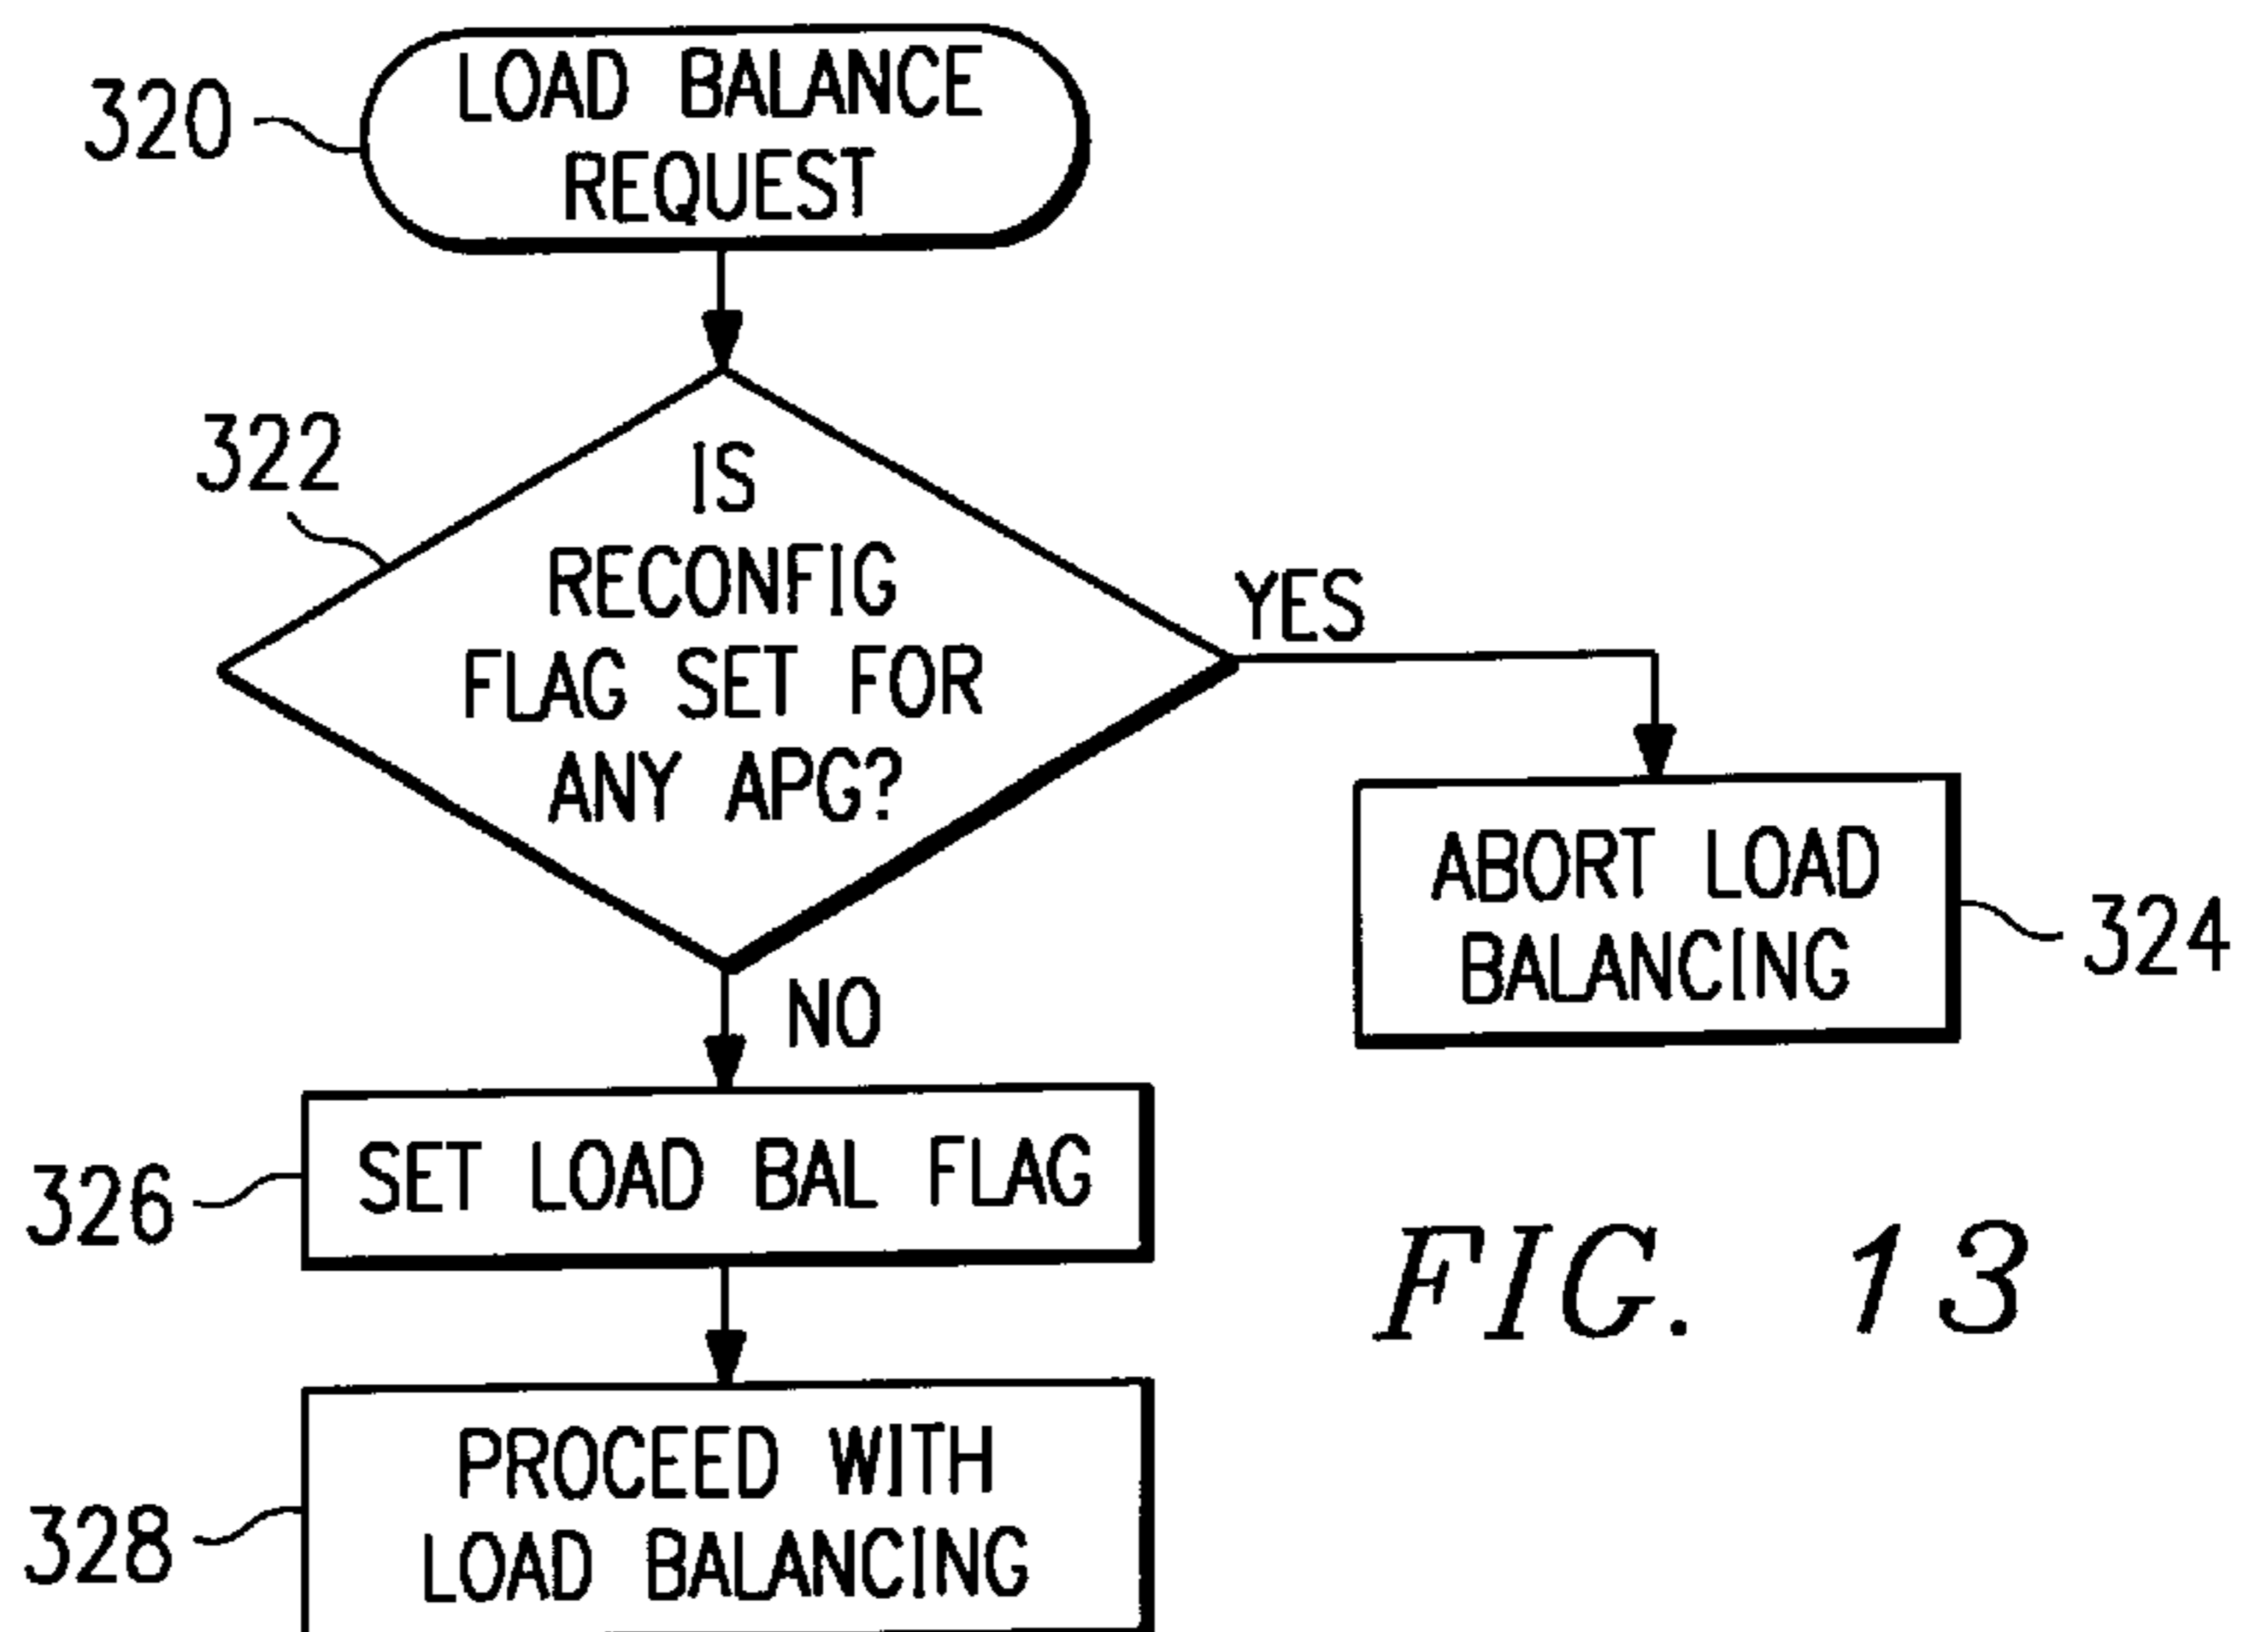 320
LOAD BALANCE
REQUEST
322
IS
RECONFIG
FLAG SET FOR
ANY APG?
YES
ABORT LOAD
BALANCING
324
NO
326
SET LOAD BAL FLAG
328
PROCEED WITH
LOAD BALANCING
FIG. 13